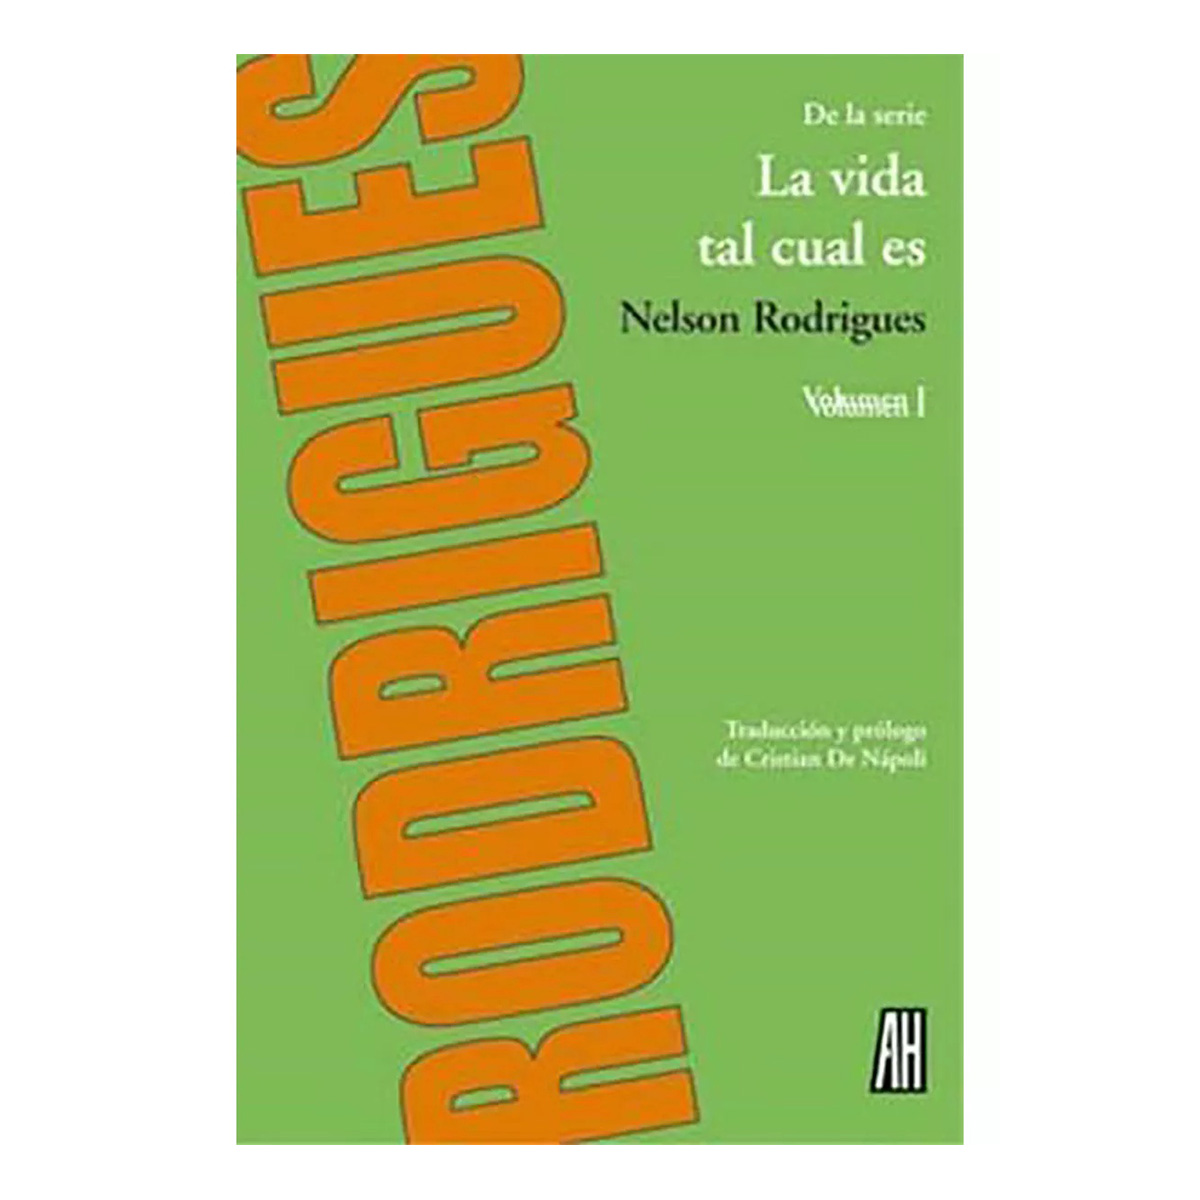 RODRIGUES
De la serie
La vida
tal cual es
Nelson Rodrigues
Volumen I
Traducción y prólogo
de Cristian De Nápoli
AH